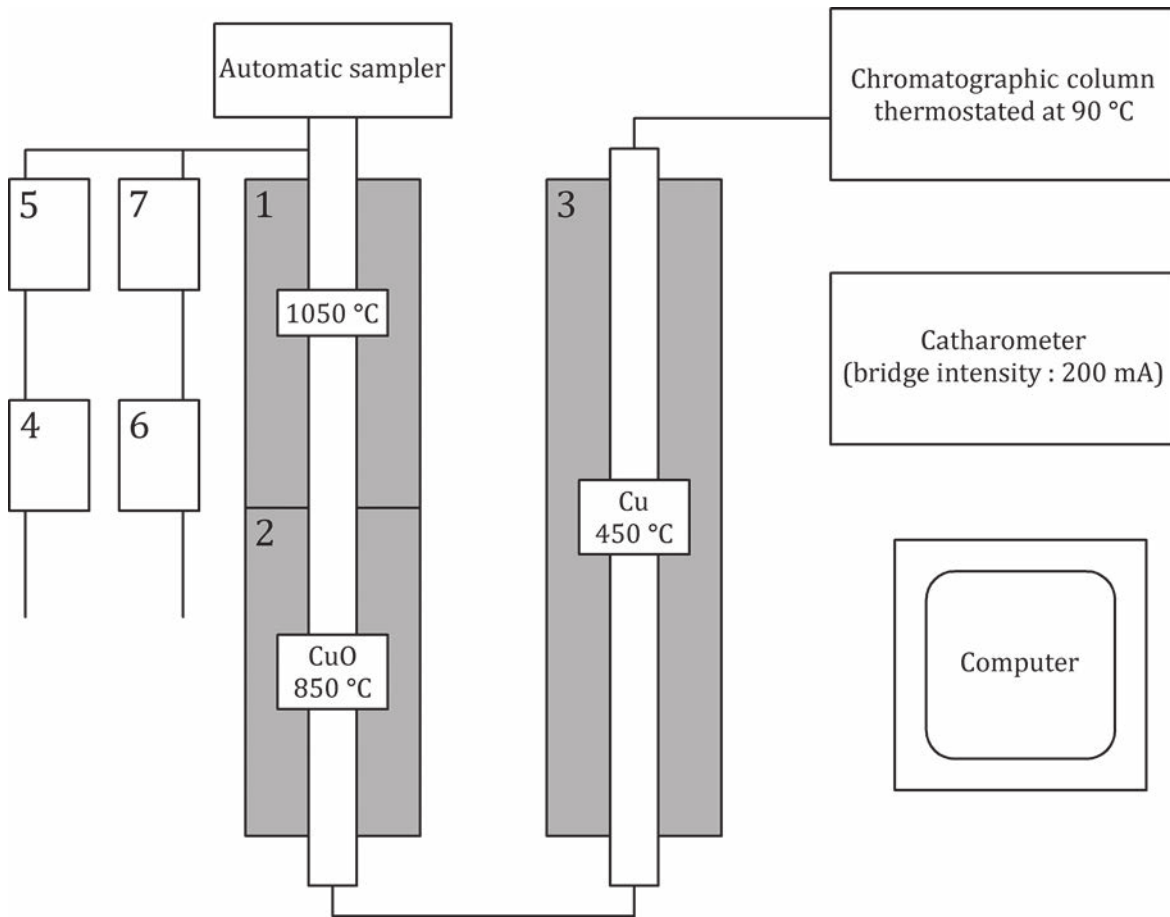 Automatic sampler
Chromatographic column
thermostated at 90 °C
5
7
1
3
1050 °C
Catharometer
(bridge intensity : 200 mA)
4
6
2
Cu
450 °C
CuO
850 °C
Computer